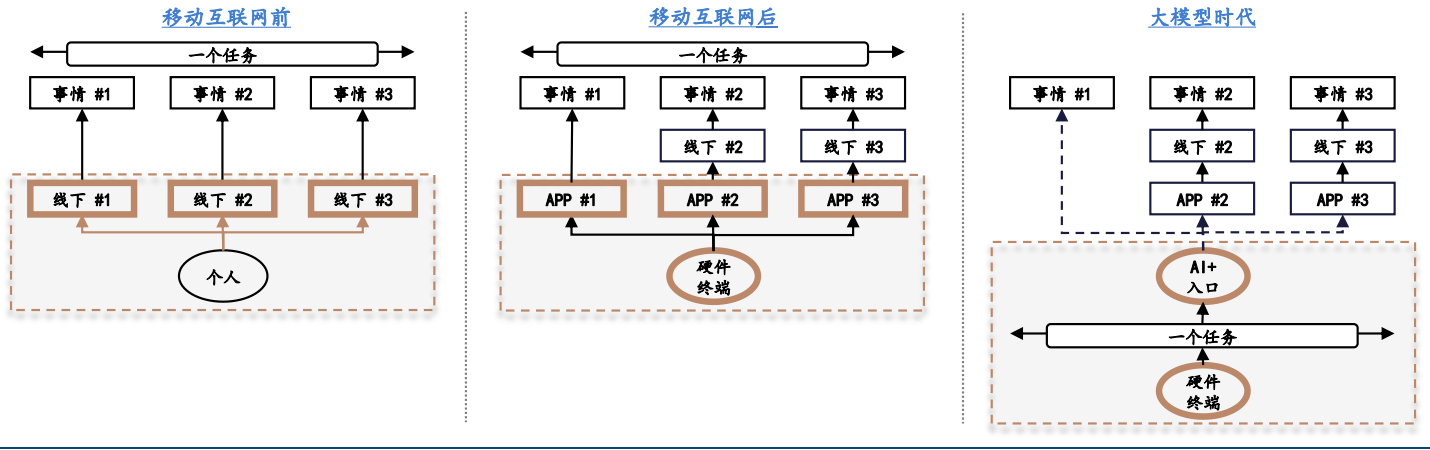 移动互联网前
一个任务
事情 #1
事情 #2
事情 #3
线下 #1
线下 #2
线下 #3
个人
移动互联网后
一个任务
事情 #1
事情 #2
事情 #3
线下 #2
线下 #3
APP #1
APP #2
APP #3
硬件
终端
大模型时代
事情 #1
事情 #2
事情 #3
线下 #2
线下 #3
APP #2
APP #3
AI+
入口
一个任务
硬件
终端